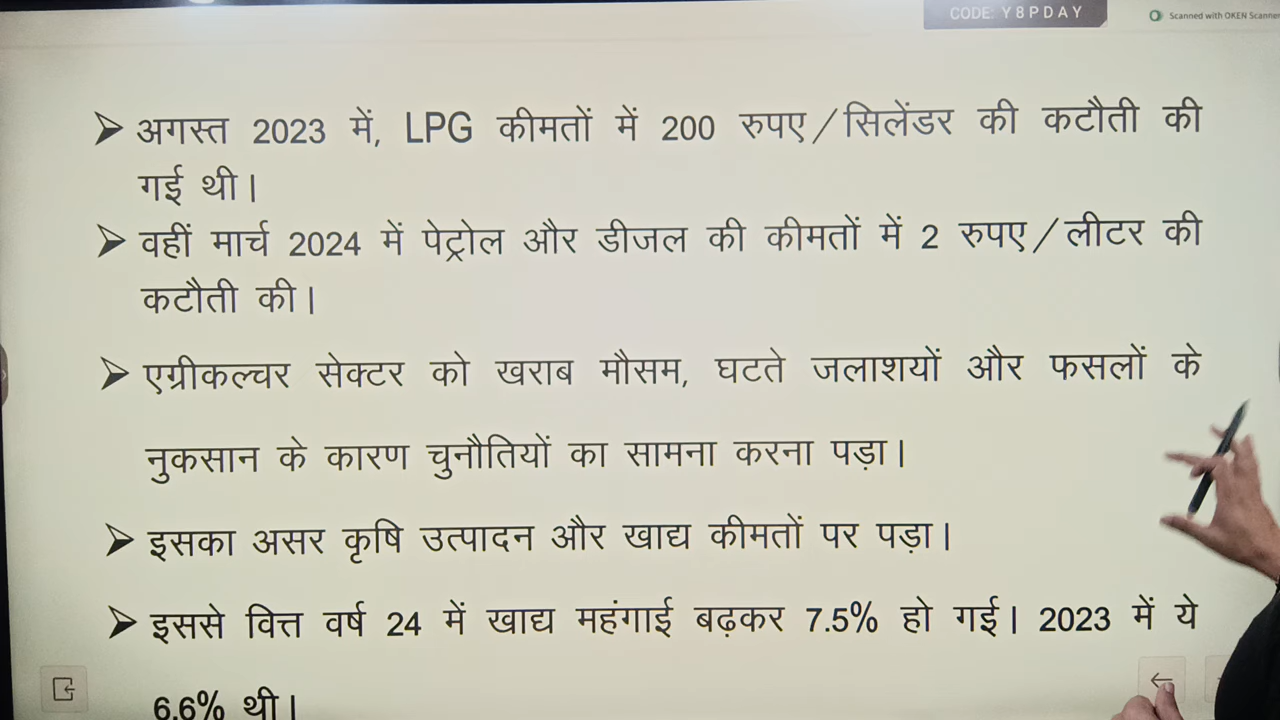 CODE: Y8PDAY
Scanned with OKEN Scanner
➤ अगस्त 2023 में, LPG कीमतों में 200 रुपए/सिलेंडर की कटौती की
गई थी।
➤ वहीं मार्च 2024 में पेट्रोल और डीजल की कीमतों में 2 रुपए/लीटर की
कटौती की।
➤ एग्रीकल्चर सेक्टर को खराब मौसम, घटते जलाशयों और फसलों के
नुकसान के कारण चुनौतियों का सामना करना पड़ा।
➤ इसका असर कृषि उत्पादन और खाद्य कीमतों पर पड़ा।
➤ इससे वित्त वर्ष 24 में खाद्य महंगाई बढ़कर 7.5% हो गई। 2023 में ये
6.6% थी।